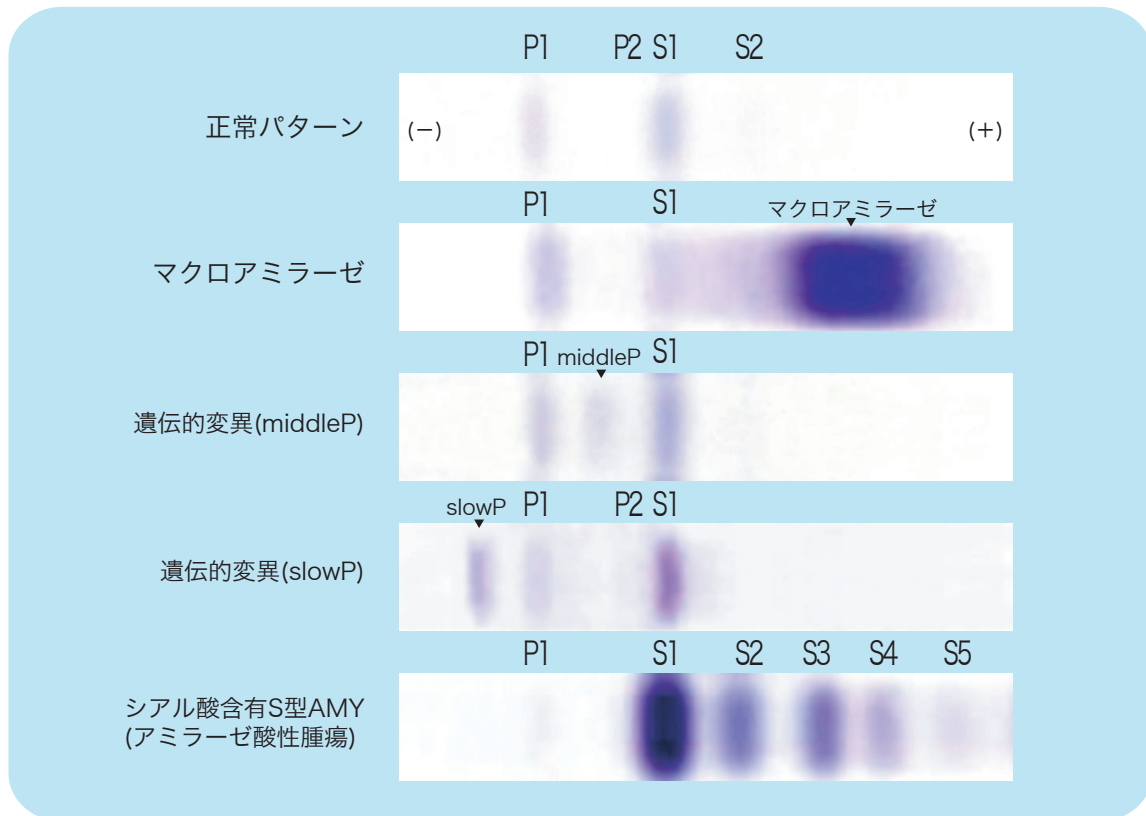 P1 P2 S1 S2
正常パターン (−) (+)
P1 S1 マクロアミラーゼ
マクロアミラーゼ
P1 middleP S1
遺伝的変異(middleP)
slowP P1 P2 S1
遺伝的変異(slowP)
P1 S1 S2 S3 S4 S5
シアル酸含有S型AMY
(アミラーゼ酸性腫瘍)